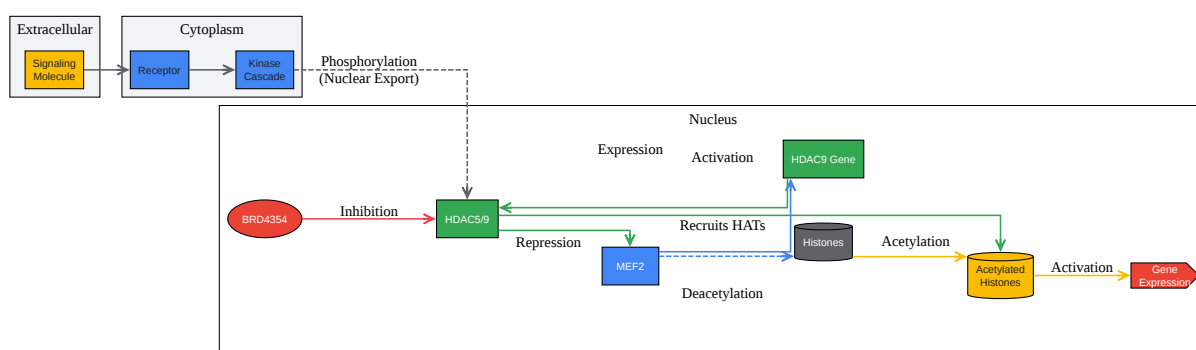 Extracellular
Cytoplasm
Signaling
Molecule
Receptor
Kinase
Cascade
Phosphorylation
(Nuclear Export)
Nucleus
Expression
Activation
HDAC9 Gene
BRD4354
Inhibition
HDAC5/9
Repression
Recruits HATs
MEF2
Deacetylation
Histones
Acetylation
Acetylated
Histones
Activation
Gene
Expression